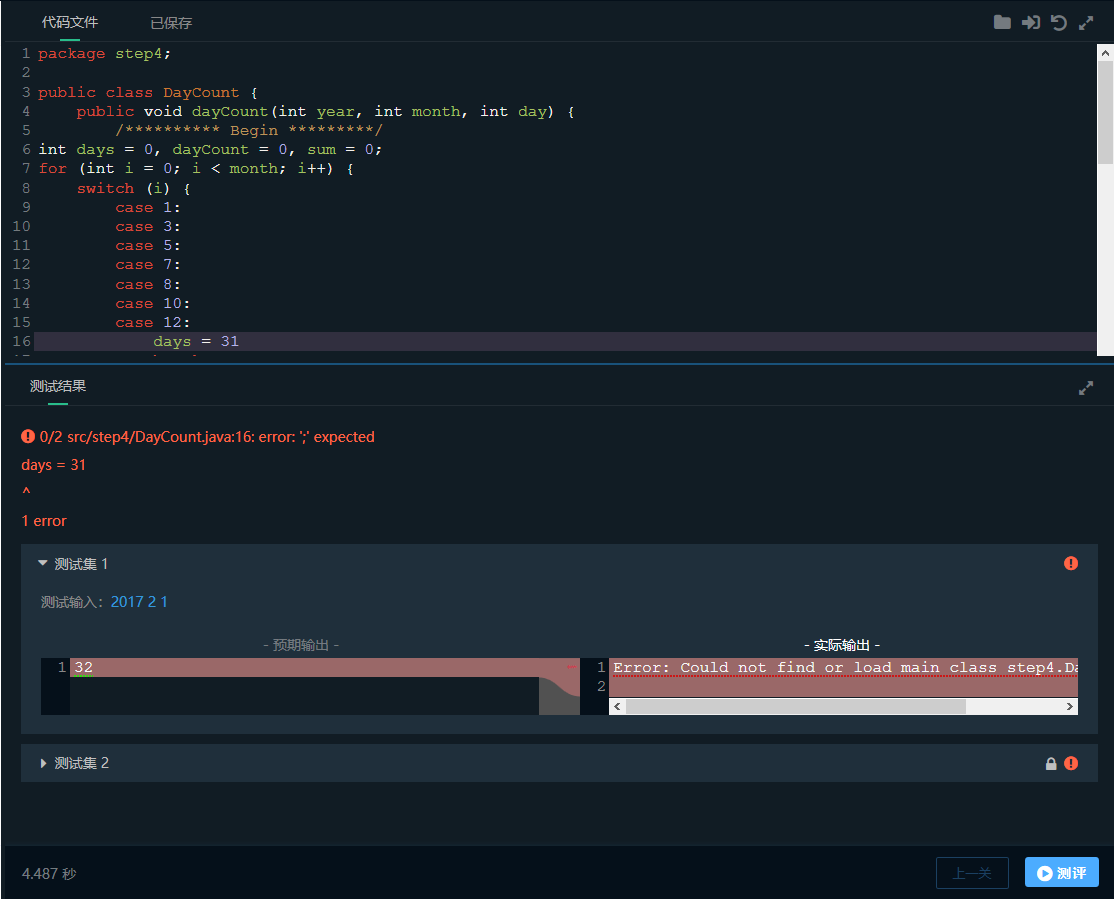 代码文件 已保存
1 package step4;
2
3 public class DayCount {
4 public void dayCount(int year, int month, int day) {
5 /********** Begin *********/
6 int days = 0, dayCount = 0, sum = 0;
7 for (int i = 0; i < month; i++) {
8 switch (i) {
9 case 1:
10 case 3:
11 case 5:
12 case 7:
13 case 8:
14 case 10:
15 case 12:
16 days = 31
测试结果
0/2 src/step4/DayCount.java:16: error: ';' expected
days = 31
^
1 error
测试集 1
测试输入：2017 2 1
- 预期输出 - - 实际输出 -
1 32 1 Error: Could not find or load main class step4.Da
2
测试集 2
4.487 秒 上一关 测评